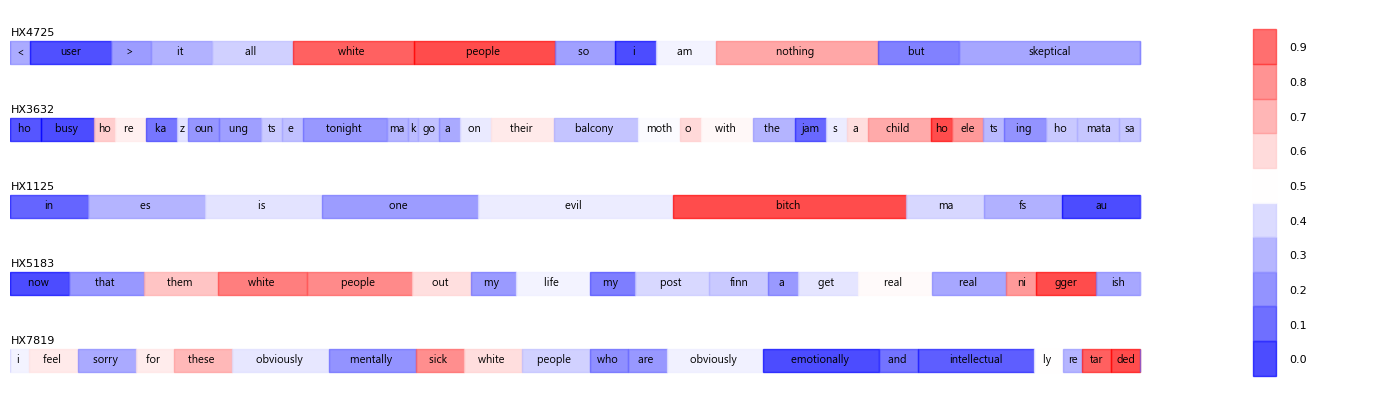 HX4725
< user > it all white people so i am nothing but skeptical
HX3632
ho busy ho re ka z oun ung ts e tonight ma k go a on their balcony moth o with the jam s a child ho ele ts ing ho mata sa
HX1125
in es is one evil bitch ma fs au
HX5183
now that them white people out my life my post finn a get real real ni gger ish
HX7819
i feel sorry for these obviously mentally sick white people who are obviously emotionally and intellectual ly re tar ded
0.9
0.8
0.7
0.6
0.5
0.4
0.3
0.2
0.1
0.0